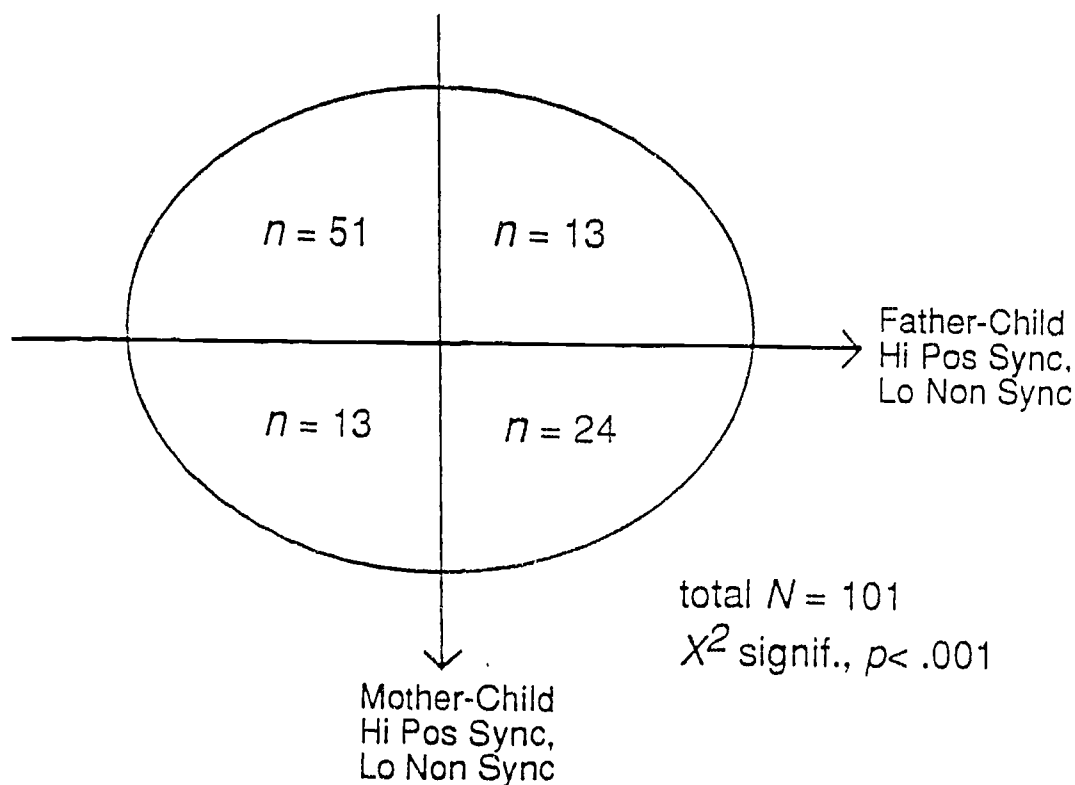 n = 51
n = 13
Father-Child
Hi Pos Sync,
Lo Non Sync
n = 13
n = 24
total N = 101
X² signif., p< .001
Mother-Child
Hi Pos Sync,
Lo Non Sync